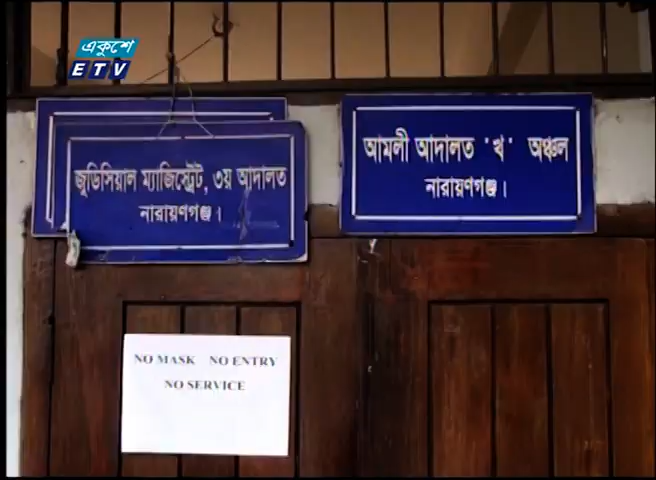 একুশে
ETV
জুডিসিয়াল ম্যাজিস্ট্রেট, ৩য় আদালত
নারায়ণগঞ্জ।
আমলী আদালত 'খ' অঞ্চল
নারায়ণগঞ্জ।
NO MASK NO ENTRY
NO SERVICE